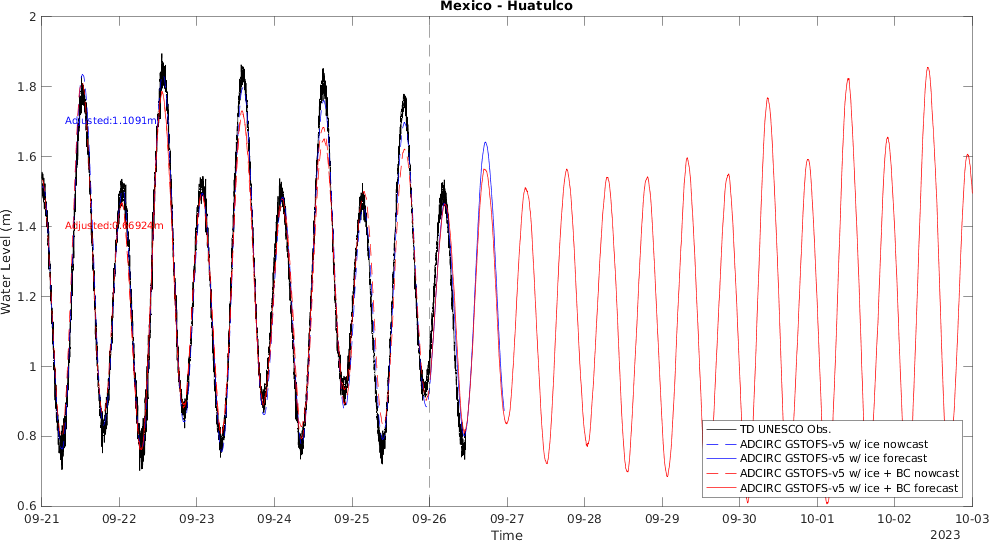 Mexico - Huatulco
2
1.8
1.6
1.4
1.2
1
0.8
0.6
Water Level (m)
Adjusted:1.1091m
Adjusted:0.06924m
TD UNESCO Obs.
ADCIRC GSTOFS-v5 w/ ice nowcast
ADCIRC GSTOFS-v5 w/ ice forecast
ADCIRC GSTOFS-v5 w/ ice + BC nowcast
ADCIRC GSTOFS-v5 w/ ice + BC forecast
09-21 09-22 09-23 09-24 09-25 09-26 09-27 09-28 09-29 09-30 10-01 10-02 10-03
Time
2023